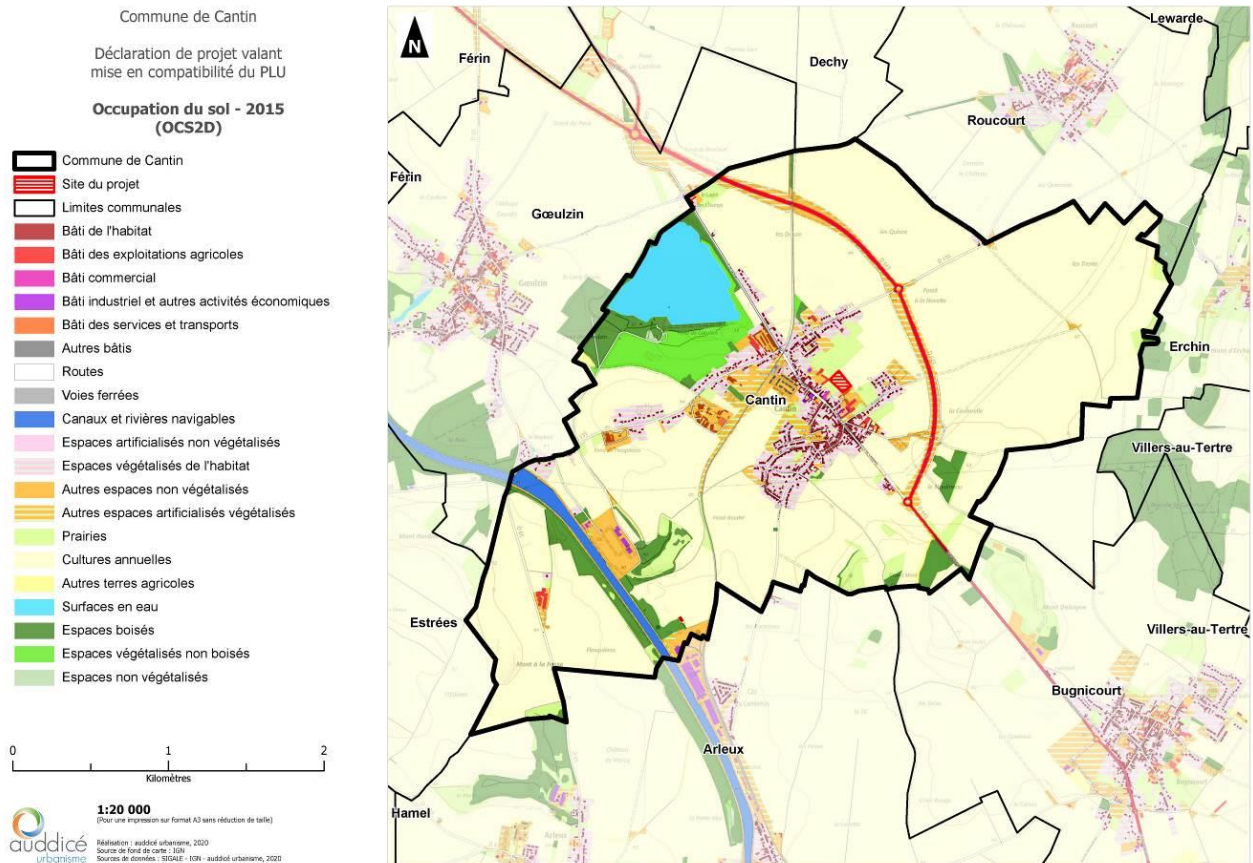 Commune de Cantin
Déclaration de projet valant
mise en compatibilité du PLU
Occupation du sol - 2015
(OCS2D)
Commune de Cantin
Site du projet
Limites communales
Bâti de l'habitat
Bâti des exploitations agricoles
Bâti commercial
Bâti industriel et autres activités économiques
Bâti des services et transports
Autres bâtis
Routes
Voies ferrées
Canaux et rivières navigables
Espaces artificialisés non végétalisés
Espaces végétalisés de l'habitat
Autres espaces non végétalisés
Autres espaces artificialisés végétalisés
Prairies
Cultures annuelles
Autres terres agricoles
Surfaces en eau
Espaces boisés
Espaces végétalisés non boisés
Espaces non végétalisés
0 1 2
Kilomètres
1:20 000
(Pour une impression sur format A3 sans réduction de taille)
auddicé
urbanisme
Réalisation : auddicé urbanisme, 2020
Source de fond de carte : IGN
Sources de données : SIGALE - IGN - auddicé urbanisme, 2020
N
Lewarde
Férin
Dechy
Roucourt
Férin
Gœulzin
Erchin
Cantin
Villers-au-Tertre
Estrées
Villers-au-Tertre
Bugnicourt
Arleux
Hamel